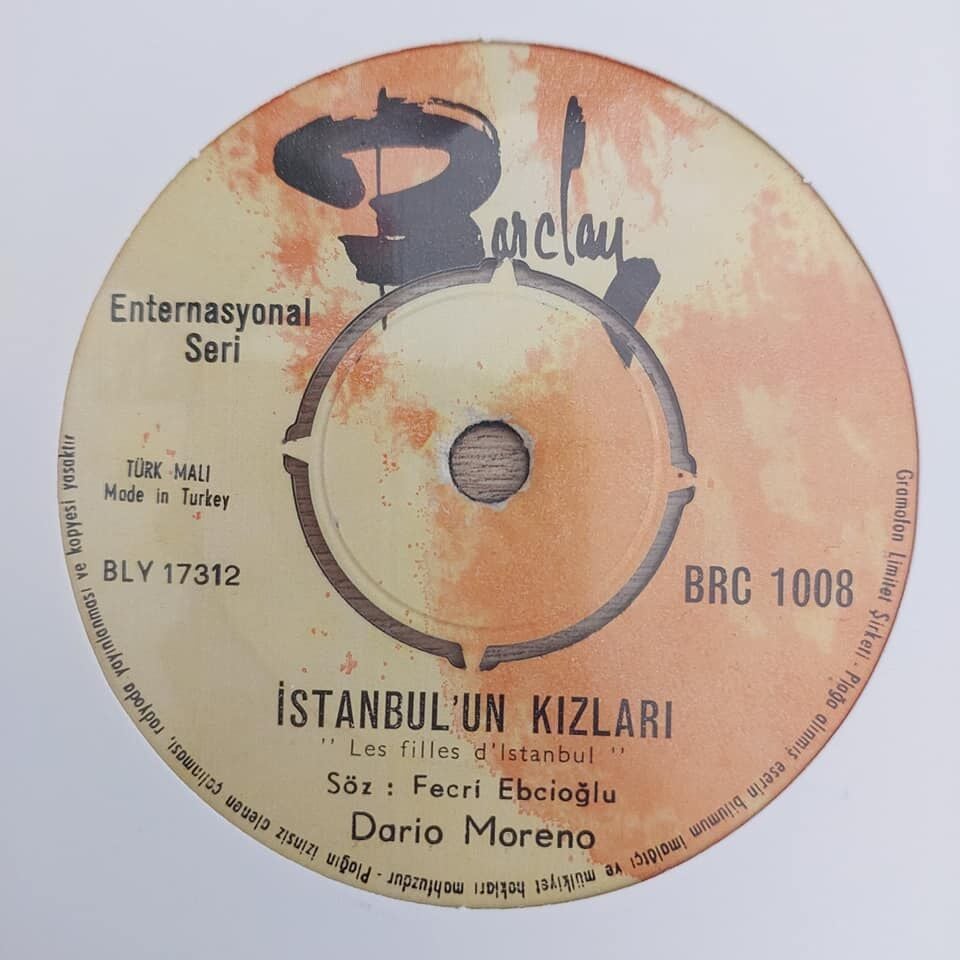 Barclay
Enternasyonal
Seri
TÜRK MALI
Made in Turkey
BLY 17312
BRC 1008
İSTANBUL'UN KIZLARI
" Les filles d'Istanbul "
Söz : Fecri Ebcioğlu
Dario Moreno
Gramofon Limitet Şirketi - Plağa alınmış eserin bilumum imalâtçı ve mülkiyet hakları mahfuzdur - Plağın izinsiz olenen çalınması, radyoda yayınlanması ve kopyesi yasaktır